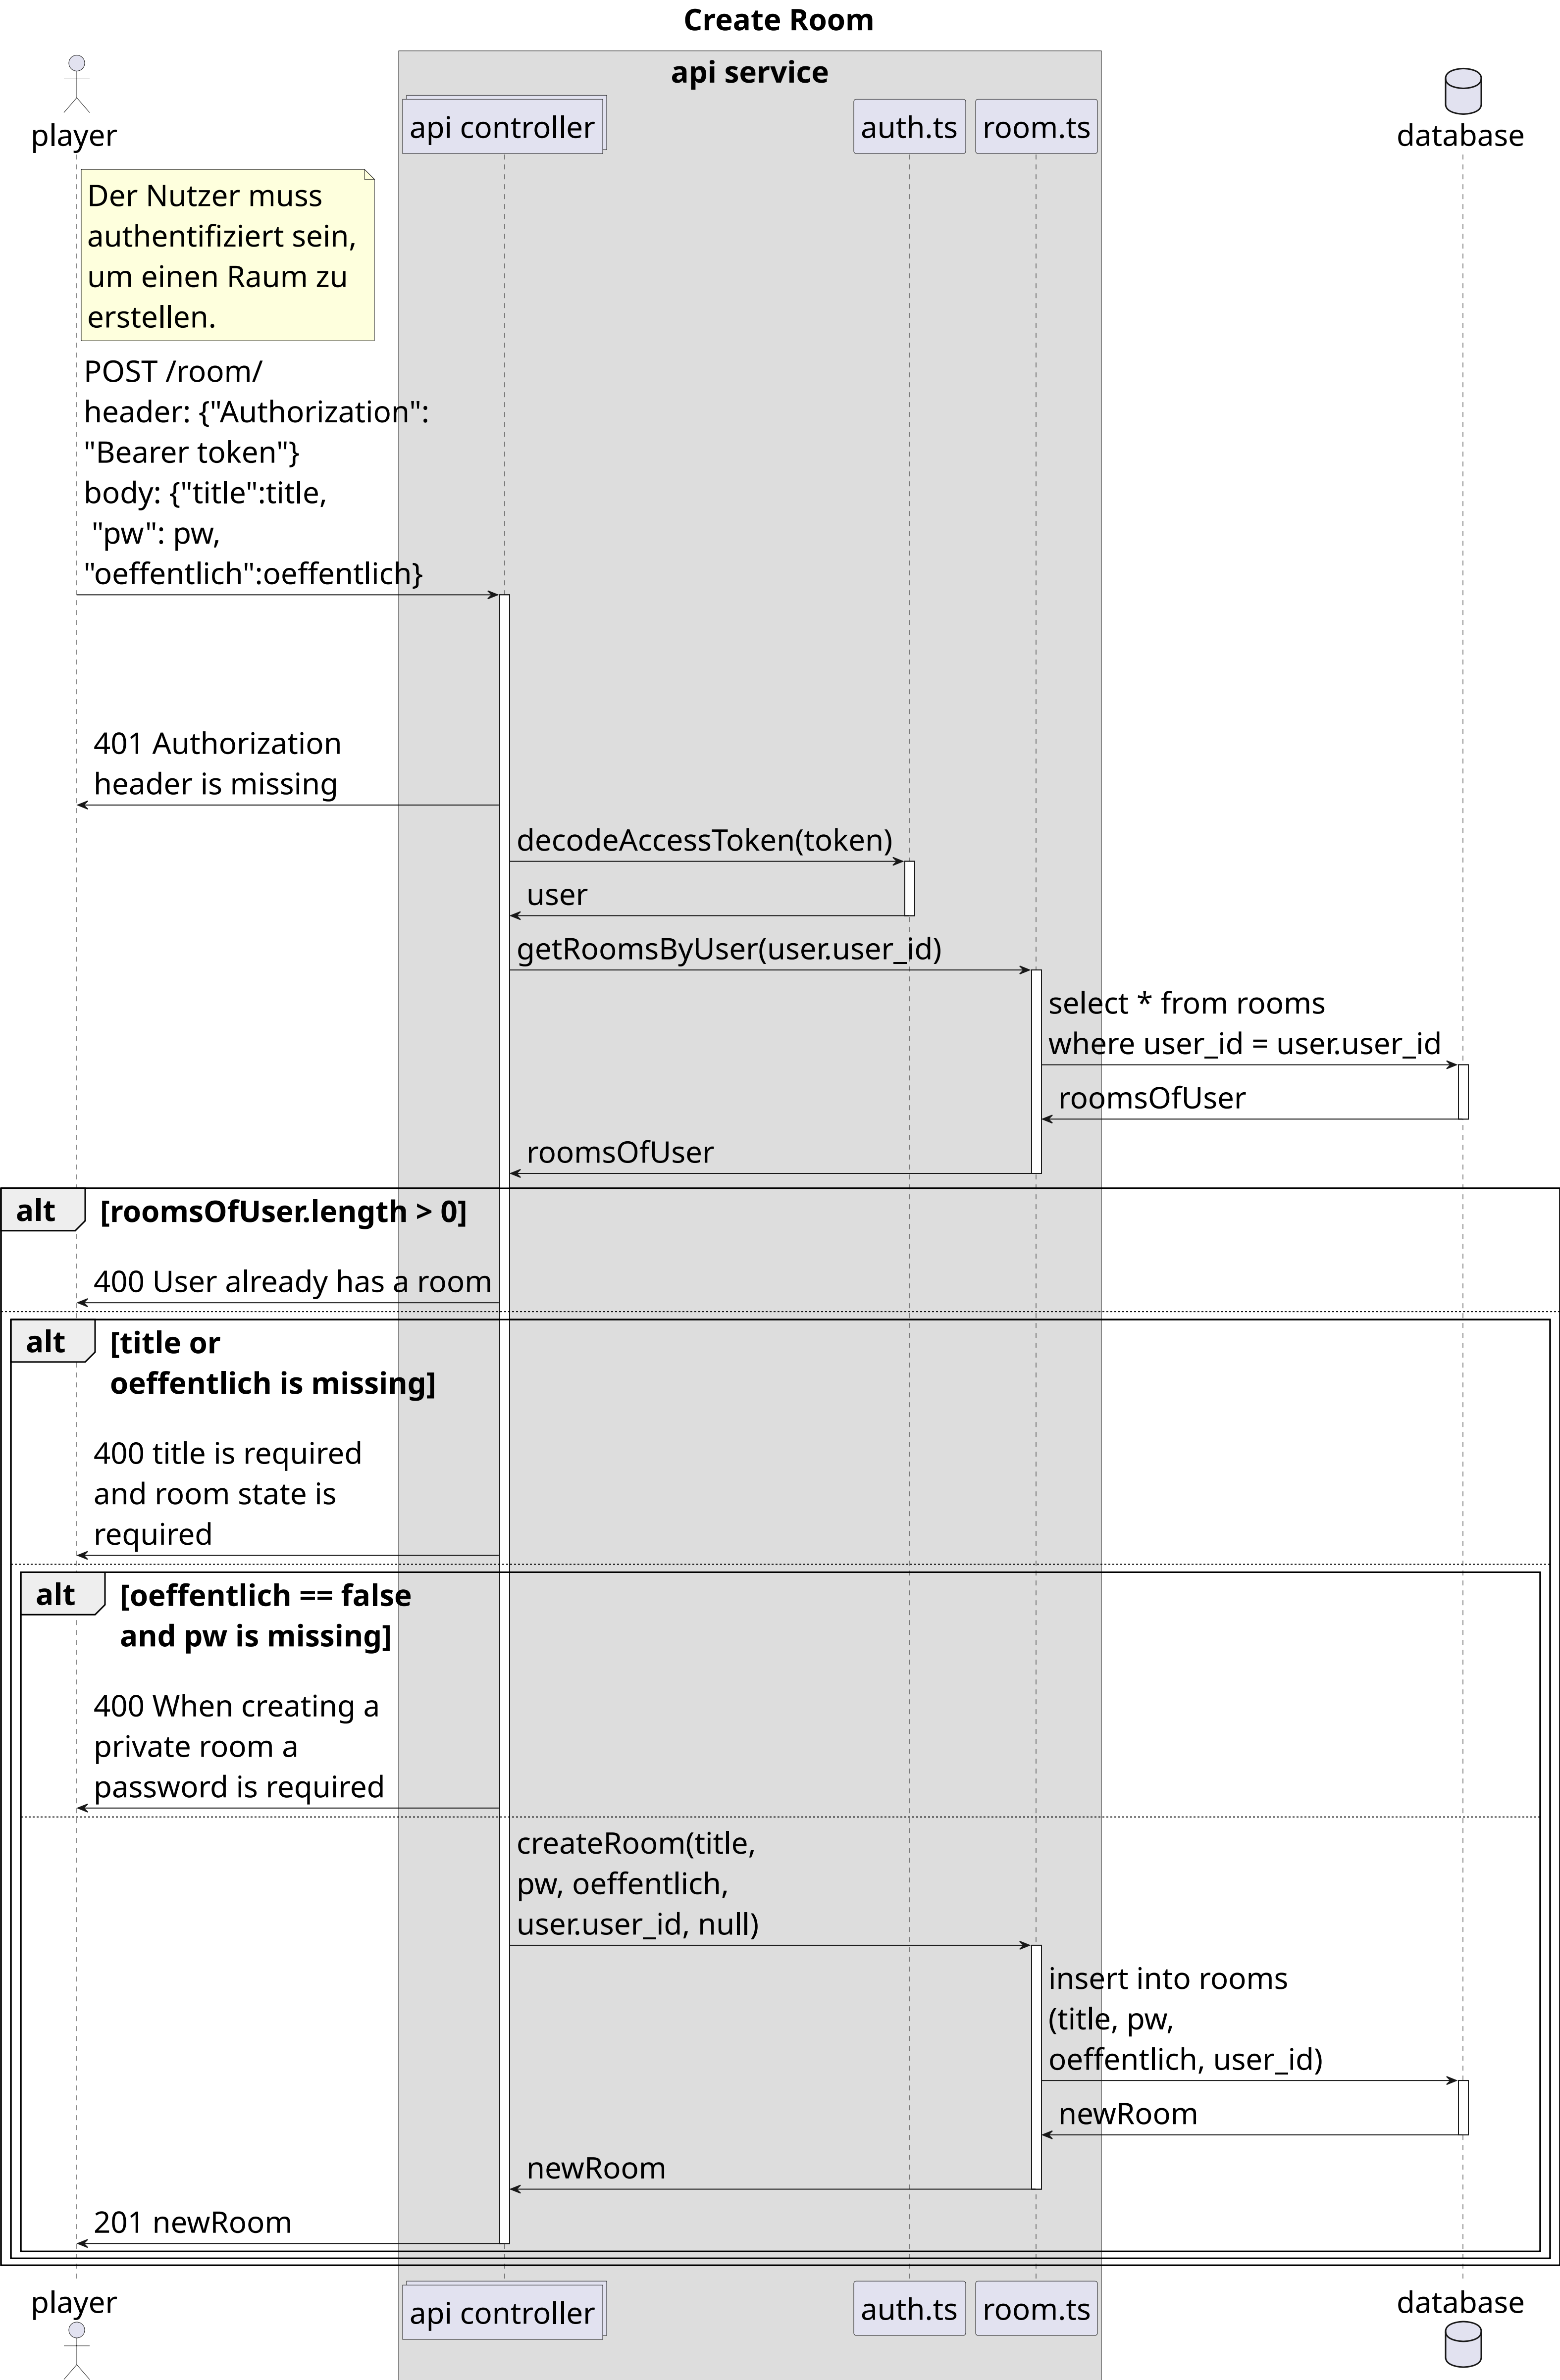 Create Room
api service
player
api controller
auth.ts
room.ts
database
Der Nutzer muss
authentifiziert sein,
um einen Raum zu
erstellen.
POST /room/
header: {"Authorization":
"Bearer token"}
body: {"title":title,
"pw": pw,
"oeffentlich":oeffentlich}
401 Authorization
header is missing
decodeAccessToken(token)
user
getRoomsByUser(user.user_id)
select * from rooms
where user_id = user.user_id
roomsOfUser
roomsOfUser
alt
[roomsOfUser.length > 0]
400 User already has a room
alt
[title or
oeffentlich is missing]
400 title is required
and room state is
required
alt
[oeffentlich == false
and pw is missing]
400 When creating a
private room a
password is required
createRoom(title,
pw, oeffentlich,
user.user_id, null)
insert into rooms
(title, pw,
oeffentlich, user_id)
newRoom
newRoom
201 newRoom
player
api controller
auth.ts
room.ts
database